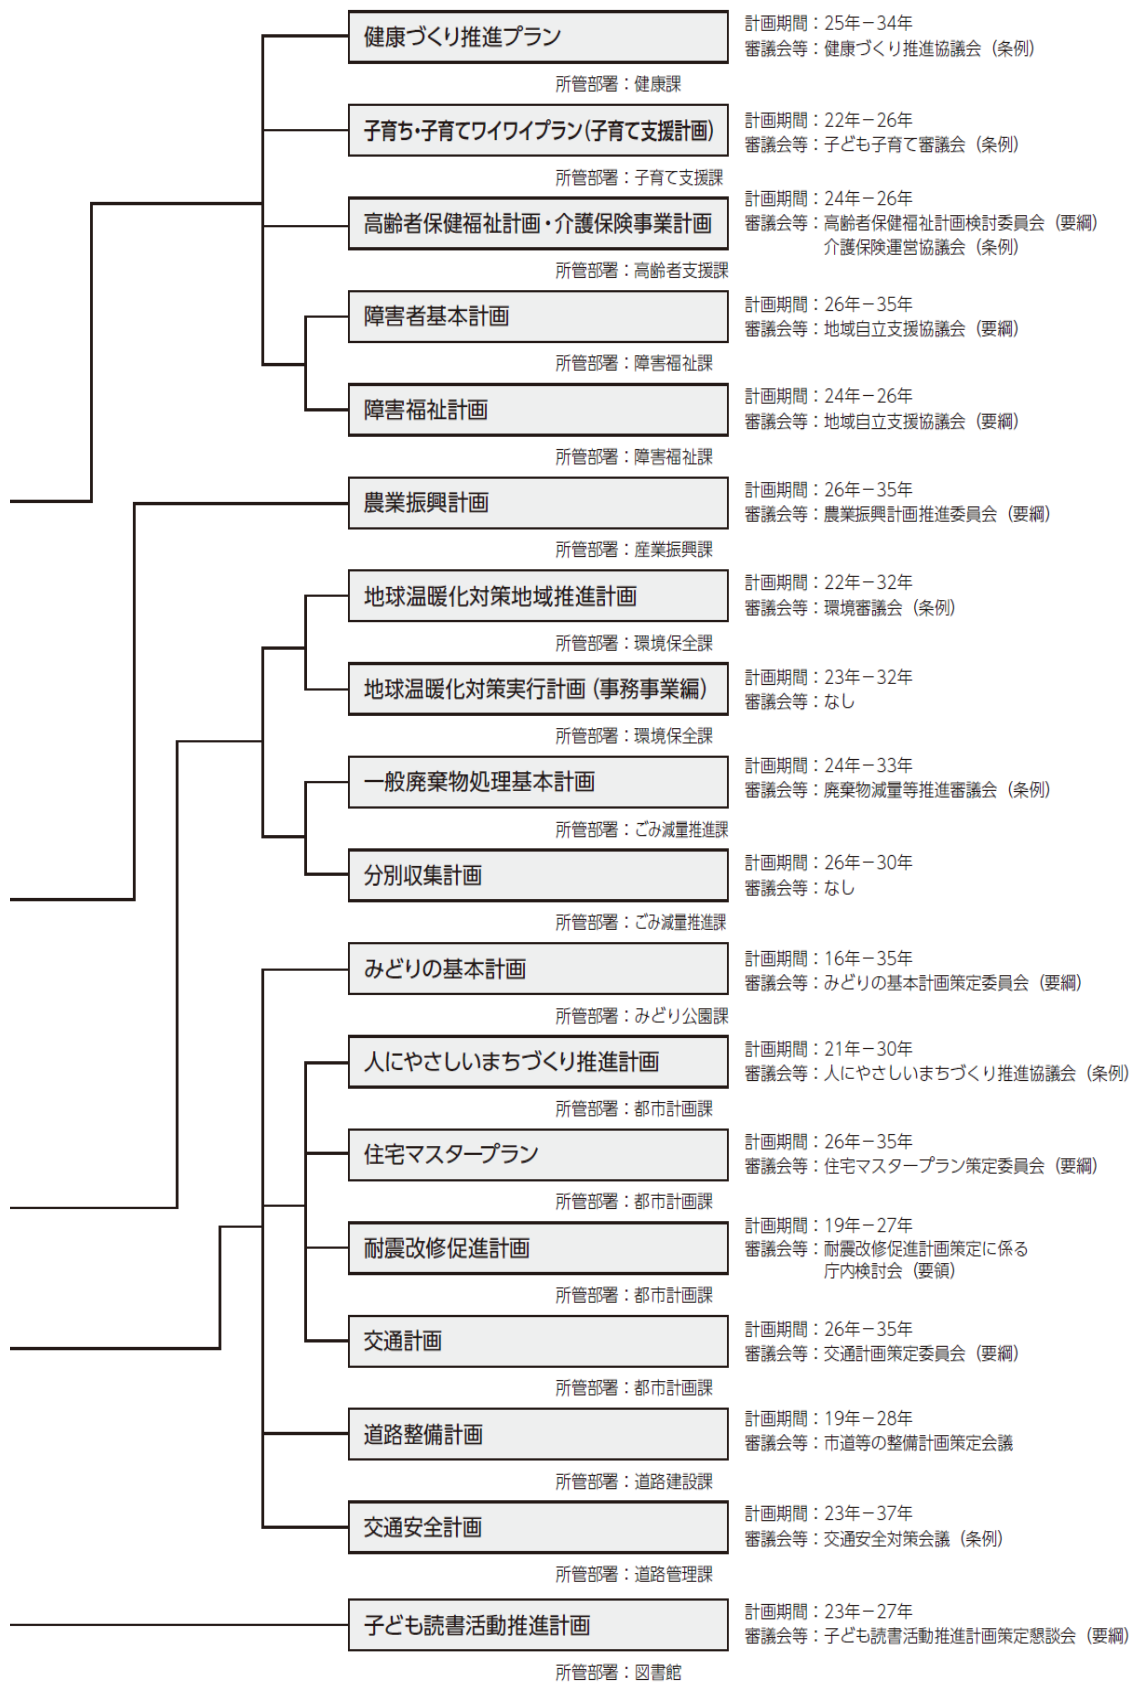 健康づくり推進プラン
計画期間：25年－34年
審議会等：健康づくり推進協議会（条例）
所管部署：健康課
子育ち・子育てワイワイプラン（子育て支援計画）
計画期間：22年－26年
審議会等：子ども子育て審議会（条例）
所管部署：子育て支援課
高齢者保健福祉計画・介護保険事業計画
計画期間：24年－26年
審議会等：高齢者保健福祉計画検討委員会（要綱）
介護保険運営協議会（条例）
所管部署：高齢者支援課
障害者基本計画
計画期間：26年－35年
審議会等：地域自立支援協議会（要綱）
所管部署：障害福祉課
障害福祉計画
計画期間：24年－26年
審議会等：地域自立支援協議会（要綱）
所管部署：障害福祉課
農業振興計画
計画期間：26年－35年
審議会等：農業振興計画推進委員会（要綱）
所管部署：産業振興課
地球温暖化対策地域推進計画
計画期間：22年－32年
審議会等：環境審議会（条例）
所管部署：環境保全課
地球温暖化対策実行計画（事務事業編）
計画期間：23年－32年
審議会等：なし
所管部署：環境保全課
一般廃棄物処理基本計画
計画期間：24年－33年
審議会等：廃棄物減量等推進審議会（条例）
所管部署：ごみ減量推進課
分別収集計画
計画期間：26年－30年
審議会等：なし
所管部署：ごみ減量推進課
みどりの基本計画
計画期間：16年－35年
審議会等：みどりの基本計画策定委員会（要綱）
所管部署：みどり公園課
人にやさしいまちづくり推進計画
計画期間：21年－30年
審議会等：人にやさしいまちづくり推進協議会（条例）
所管部署：都市計画課
住宅マスタープラン
計画期間：26年－35年
審議会等：住宅マスタープラン策定委員会（要綱）
所管部署：都市計画課
耐震改修促進計画
計画期間：19年－27年
審議会等：耐震改修促進計画策定に係る
庁内検討会（要領）
所管部署：都市計画課
交通計画
計画期間：26年－35年
審議会等：交通計画策定委員会（要綱）
所管部署：都市計画課
道路整備計画
計画期間：19年－28年
審議会等：市道等の整備計画策定会議
所管部署：道路建設課
交通安全計画
計画期間：23年－37年
審議会等：交通安全対策会議（条例）
所管部署：道路管理課
子ども読書活動推進計画
計画期間：23年－27年
審議会等：子ども読書活動推進計画策定懇談会（要綱）
所管部署：図書館